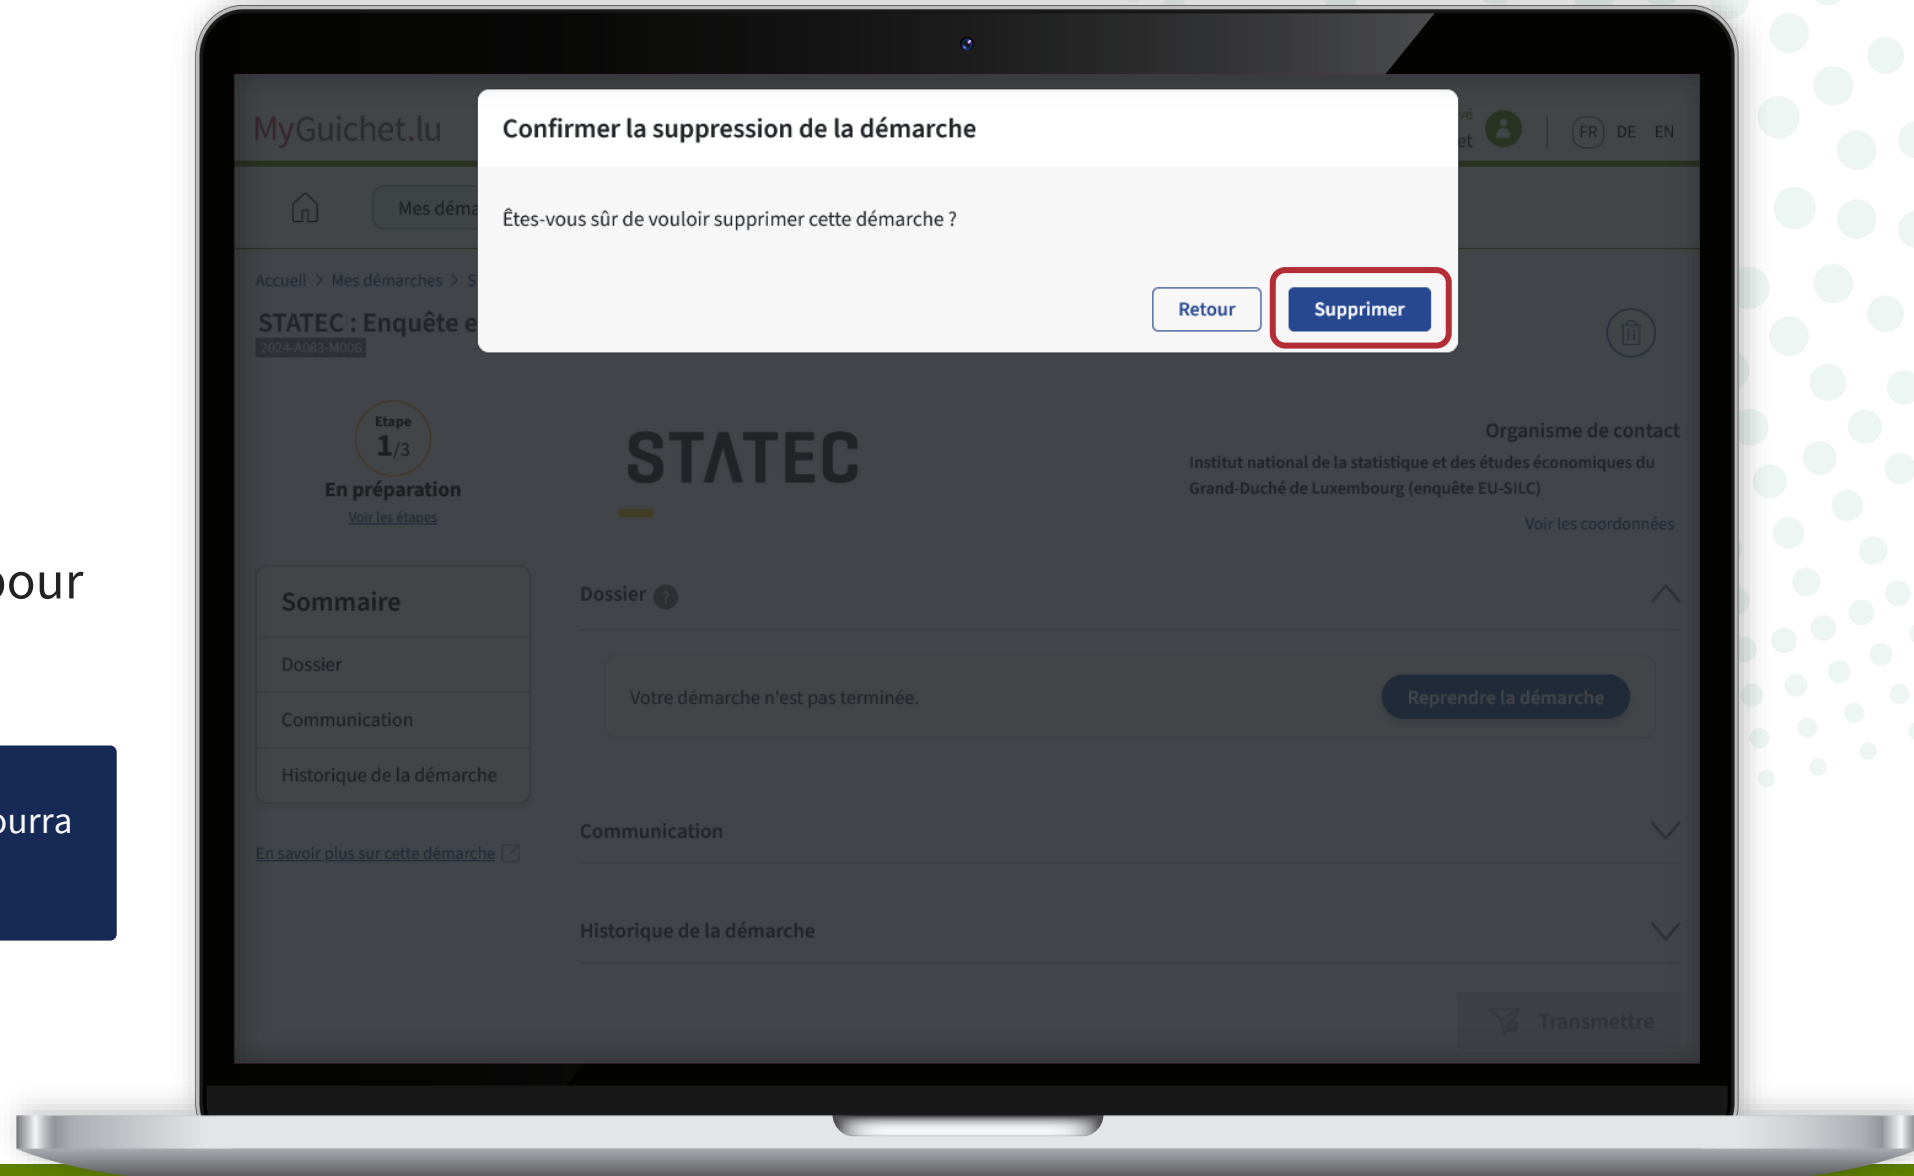 pour
ourra
MyGuichet.lu
Confirmer la suppression de la démarche
Êtes-vous sûr de vouloir supprimer cette démarche ?
Retour
Supprimer
FR DE EN
Mes déma
Accueil > Mes démarches > S
STATEC : Enquête e
2024-A083-M006
Etape
1/3
En préparation
Voir les étapes
STATEC
Organisme de contact
Institut national de la statistique et des études économiques du
Grand-Duché de Luxembourg (enquête EU-SILC)
Voir les coordonnées
Sommaire
Dossier
Communication
Historique de la démarche
En savoir plus sur cette démarche
Dossier ?
Votre démarche n'est pas terminée.
Reprendre la démarche
Communication
Historique de la démarche
Transmettre